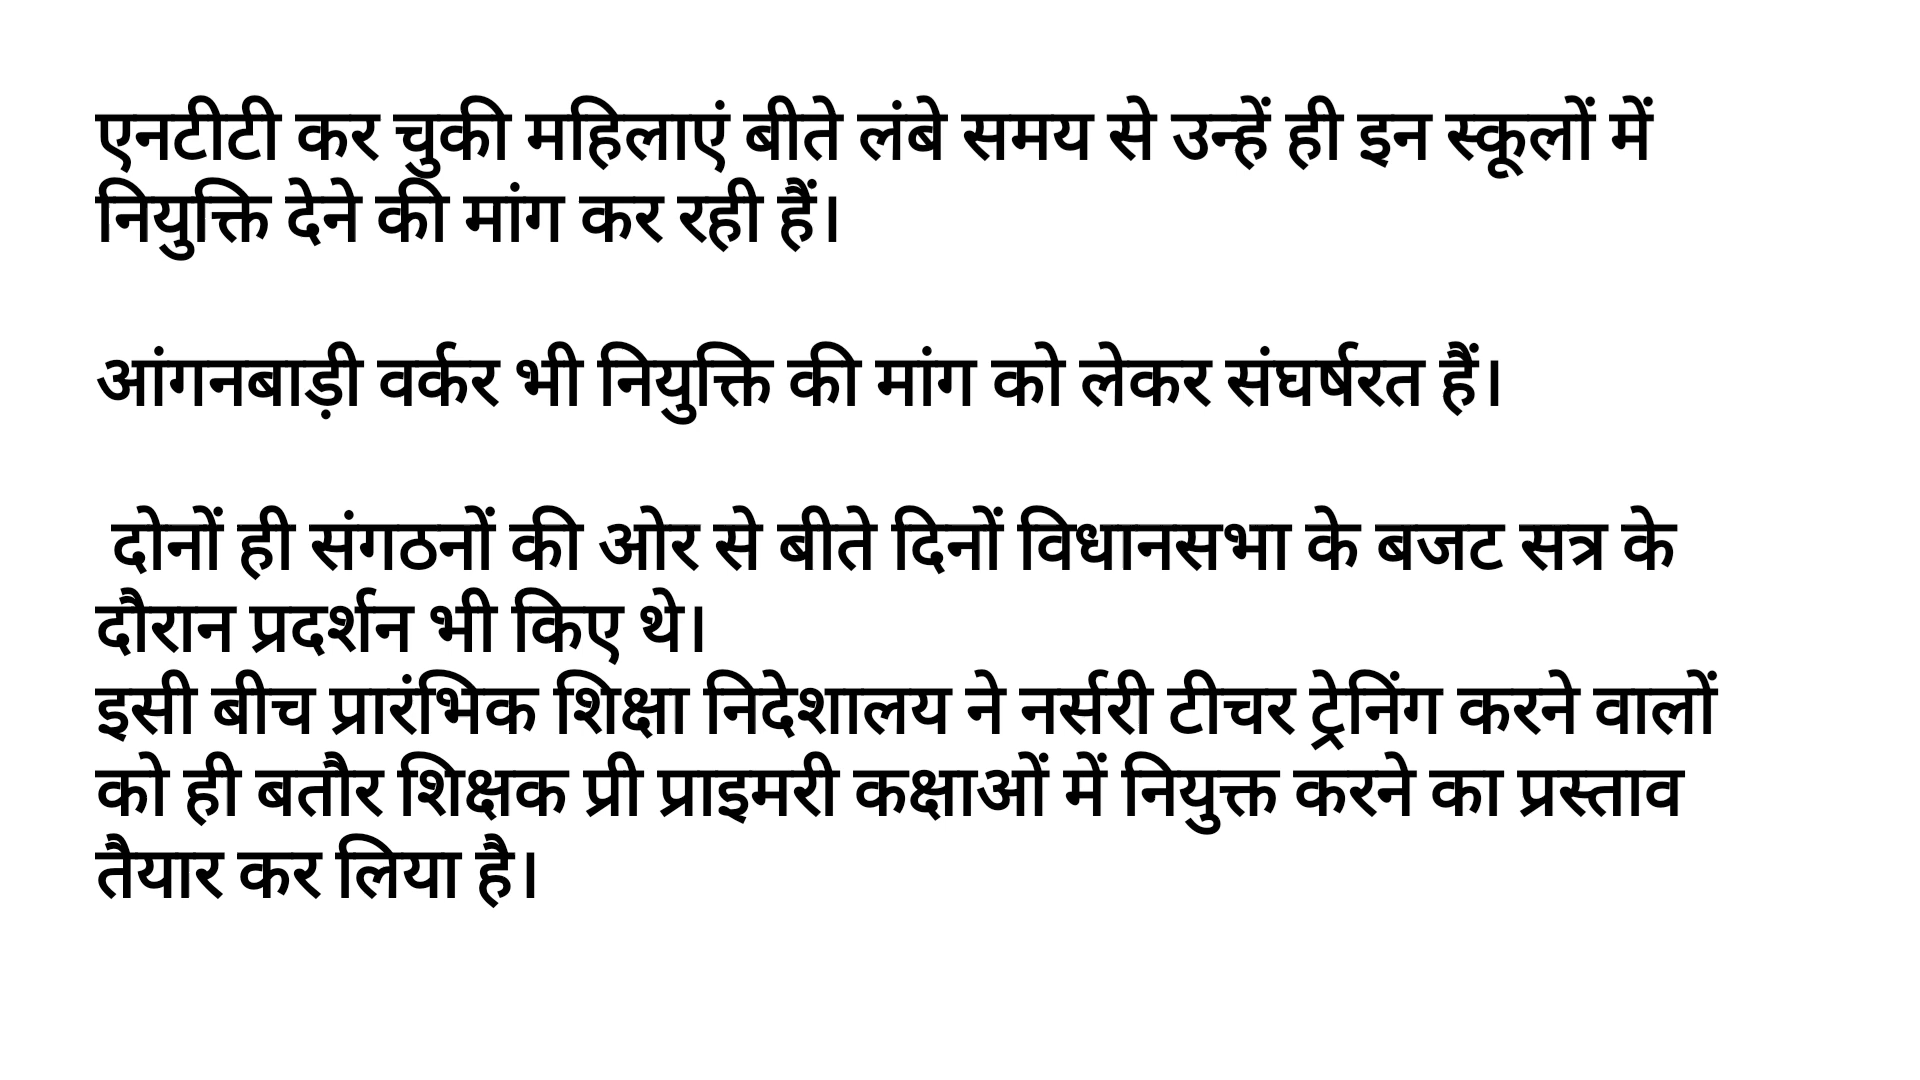 एनटीटी कर चुकी महिलाएं बीते लंबे समय से उन्हें ही इन स्कूलों में
नियुक्ति देने की मांग कर रही हैं।
आंगनबाड़ी वर्कर भी नियुक्ति की मांग को लेकर संघर्षरत हैं।
दोनों ही संगठनों की ओर से बीते दिनों विधानसभा के बजट सत्र के
दौरान प्रदर्शन भी किए थे।
इसी बीच प्रारंभिक शिक्षा निदेशालय ने नर्सरी टीचर ट्रेनिंग करने वालों
को ही बतौर शिक्षक प्री प्राइमरी कक्षाओं में नियुक्त करने का प्रस्ताव
तैयार कर लिया है।